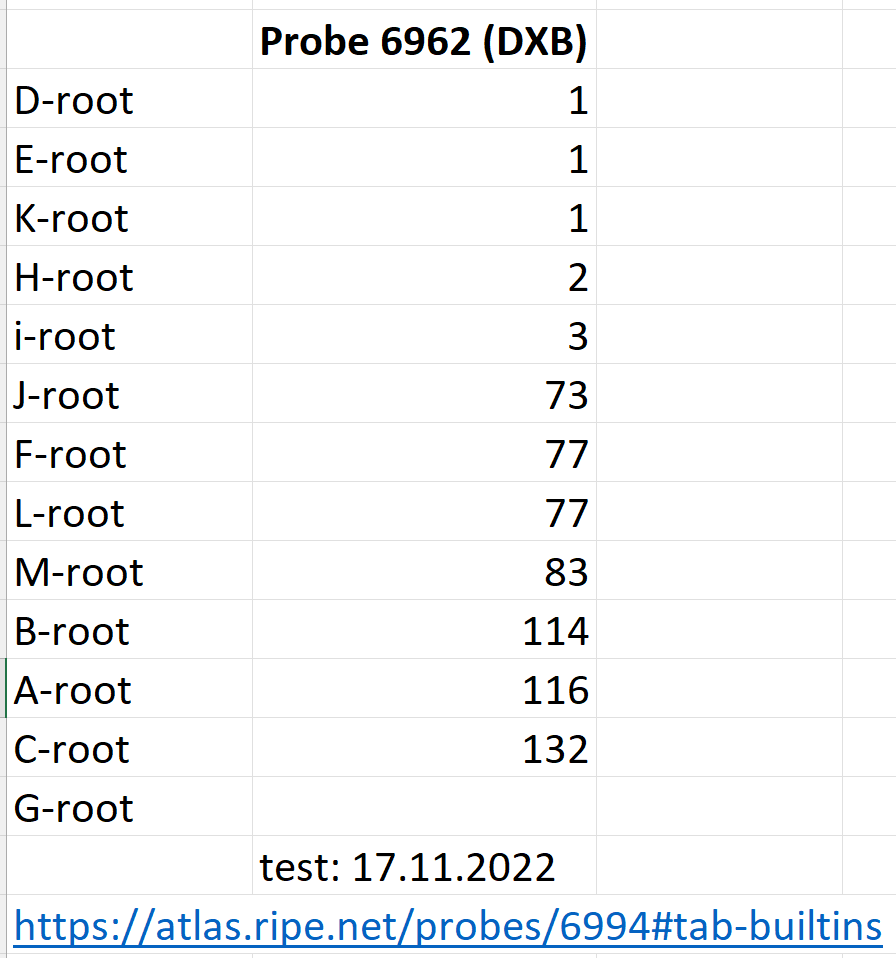 Probe 6962 (DXB)
D-root 1
E-root 1
K-root 1
H-root 2
i-root 3
J-root 73
F-root 77
L-root 77
M-root 83
B-root 114
A-root 116
C-root 132
G-root
test: 17.11.2022
https://atlas.ripe.net/probes/6994#tab-builtins